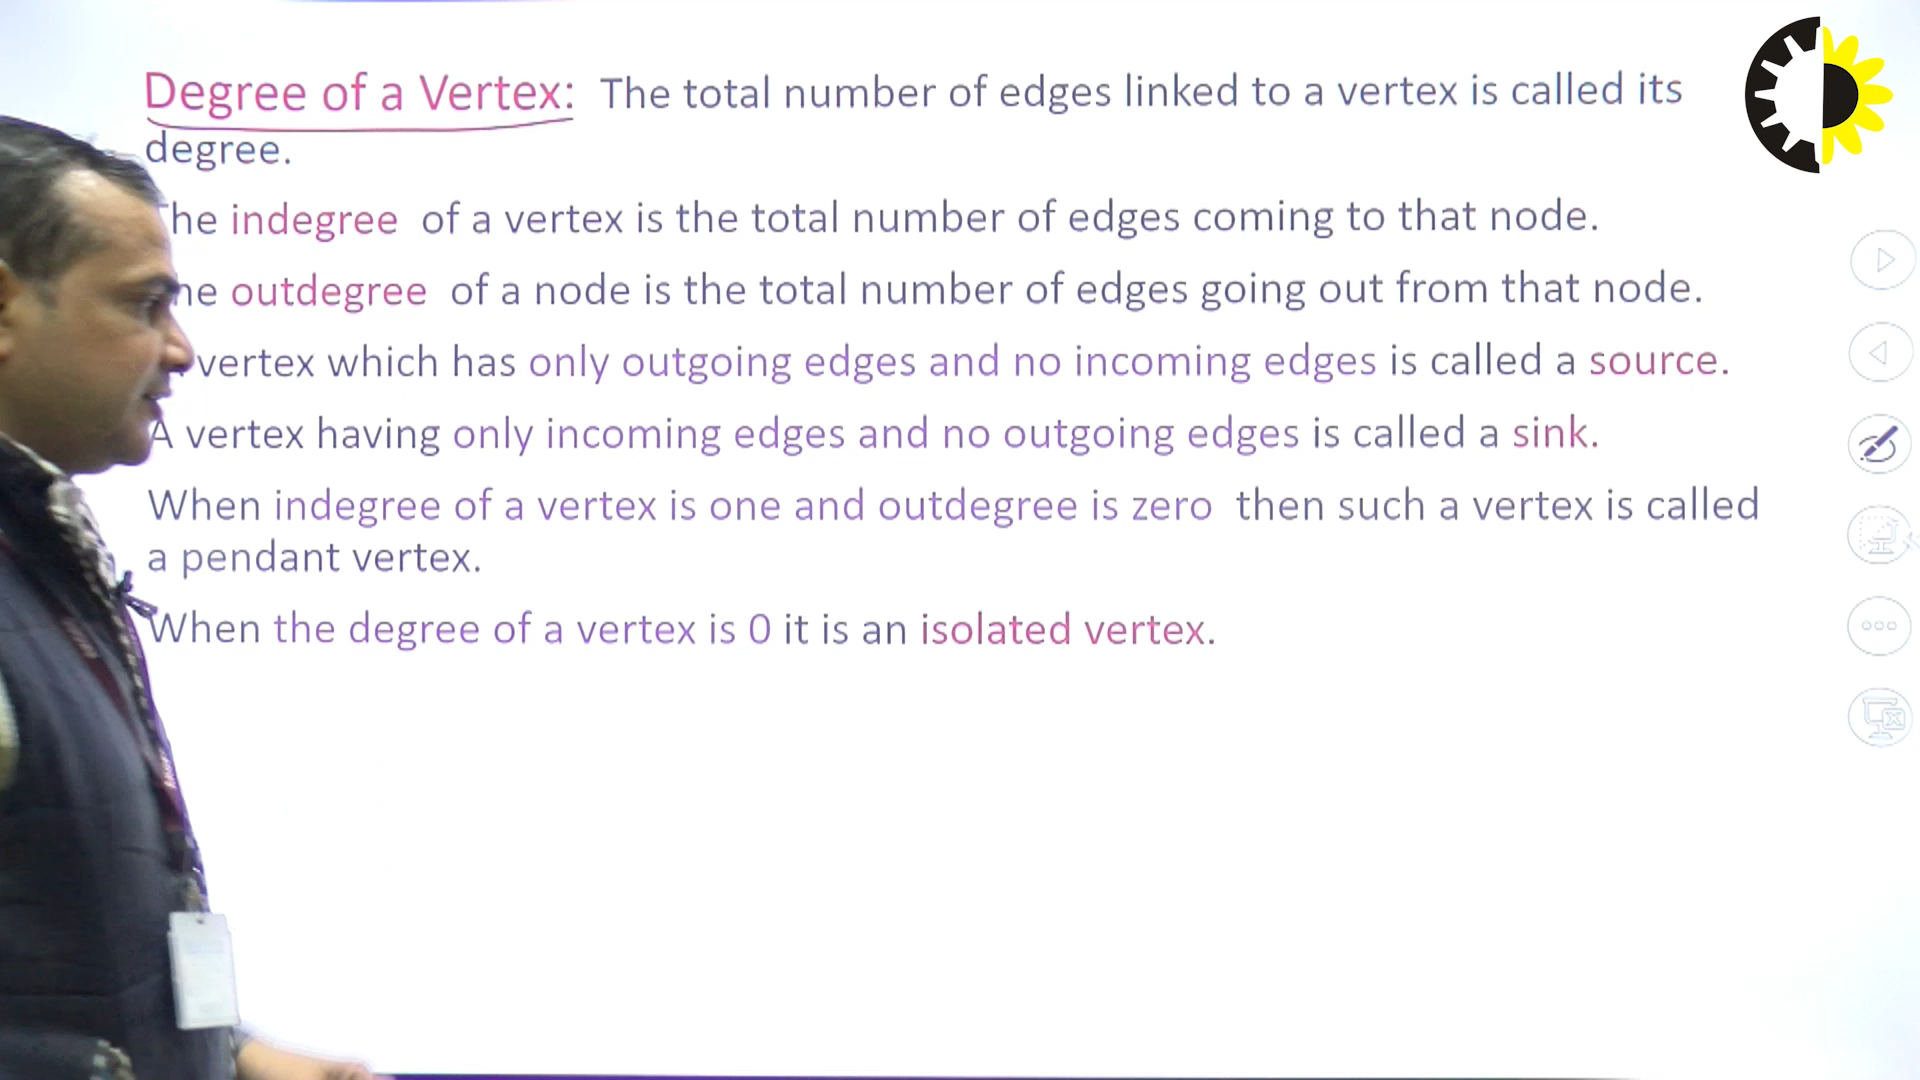 Degree of a Vertex: The total number of edges linked to a vertex is called its
degree.
The indegree of a vertex is the total number of edges coming to that node.
outdegree of a node is the total number of edges going out from that node.
vertex which has only outgoing edges and no incoming edges is called a source.
A vertex having only incoming edges and no outgoing edges is called a sink.
When indegree of a vertex is one and outdegree is zero then such a vertex is called
a pendant vertex.
When the degree of a vertex is 0 it is an isolated vertex.